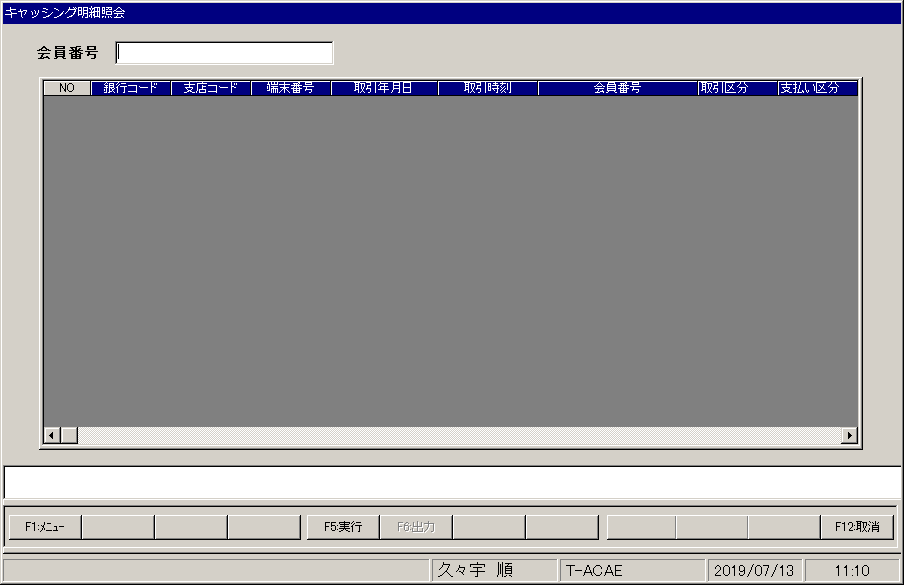 キャッシング明細照会
会員番号
NO 銀行コード 支店コード 端末番号 取引年月日 取引時刻 会員番号 取引区分 支払い区分
F1:メニュー F5:実行 F6:出力 F12:取消
久々宇 順 T-ACAE 2019/07/13 11:10